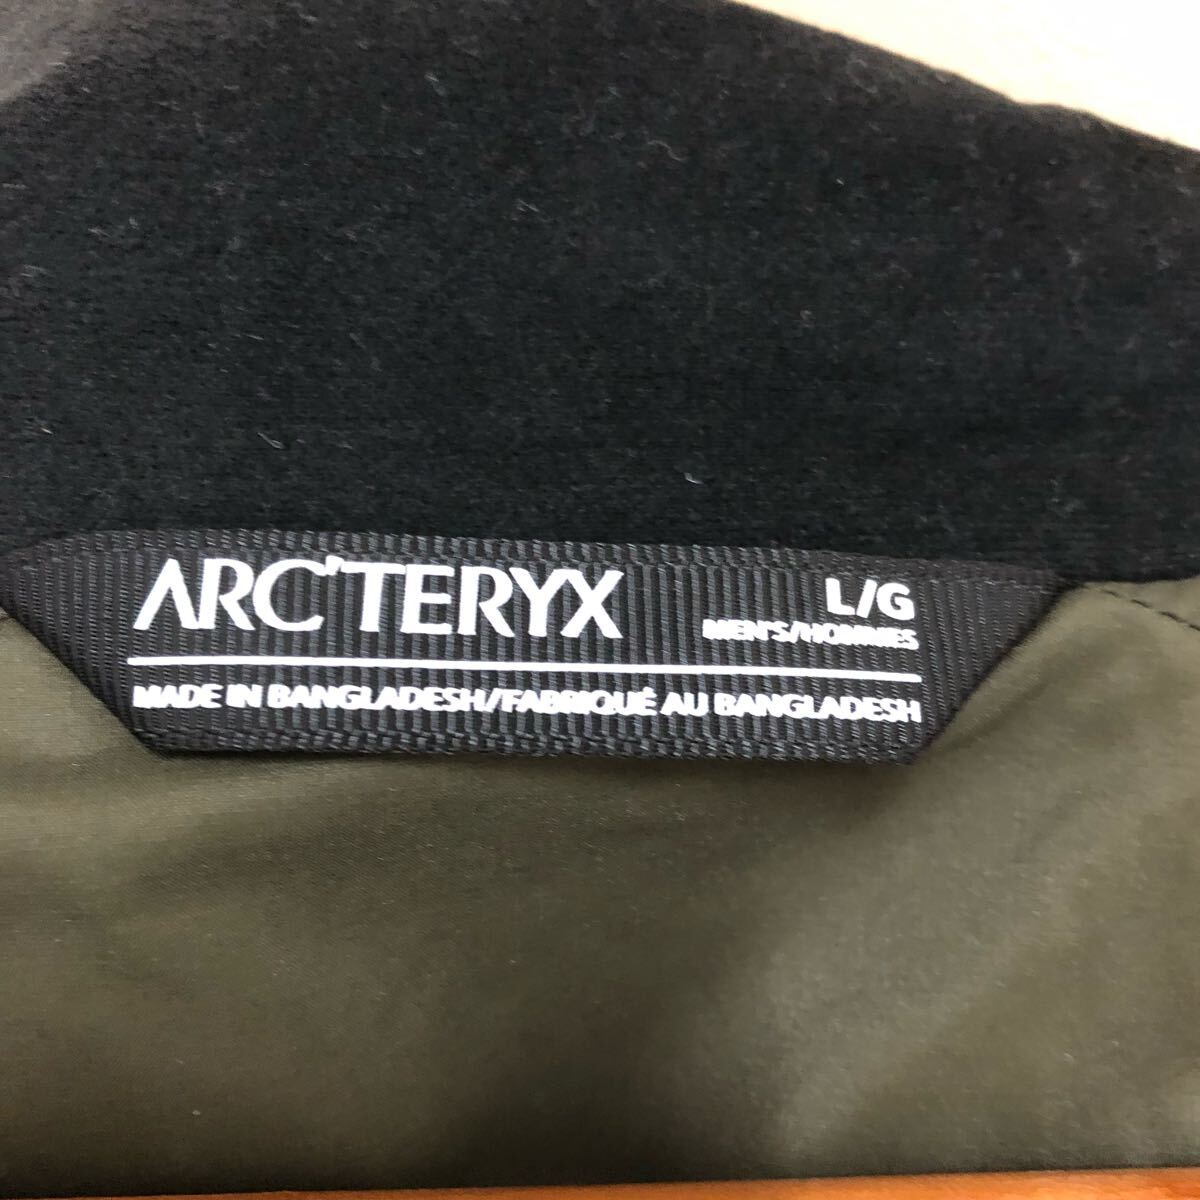 ARC'TERYX
L/G
MEN'S/HOMMES
MADE IN BANGLADESH/FABRIQUÉ AU BANGLADESH